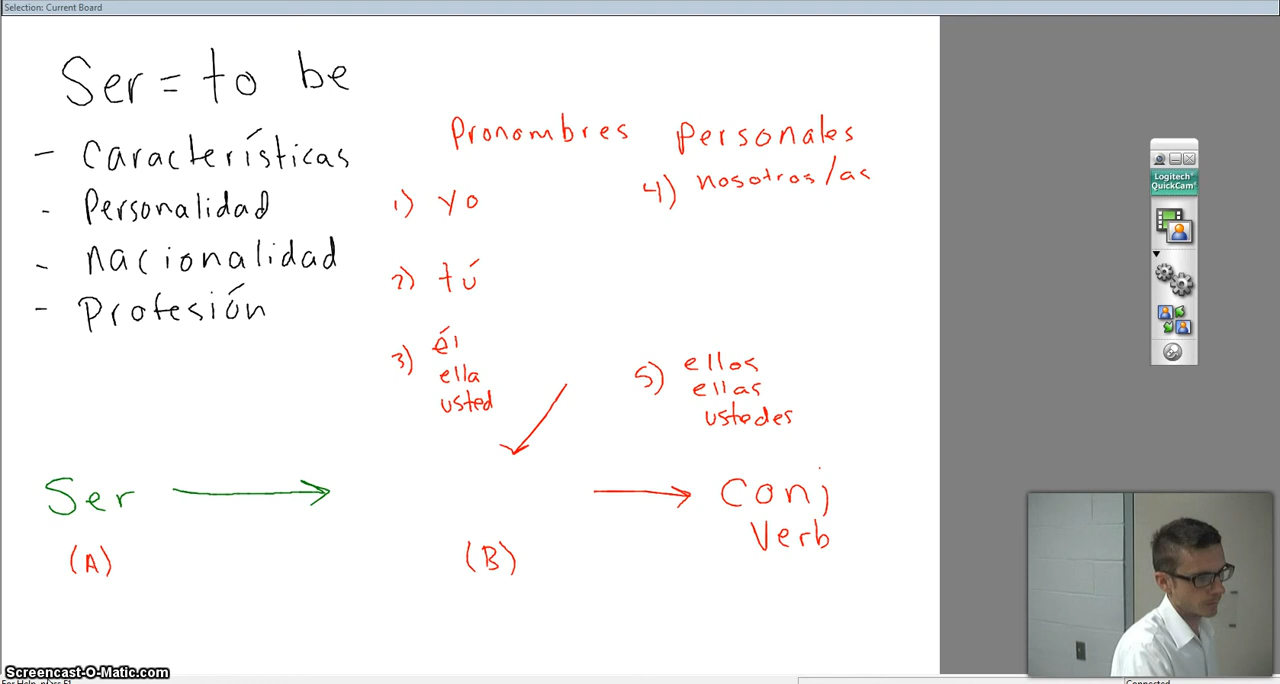 Selection: Current Board
Ser = to be
- Características
- Personalidad
- nacionalidad
- Profesión
Pronombres personales
1) yo
2) tú
3) él
ella
usted
4) nosotros/as
5) ellos
ellas
ustedes
Ser
(A)
(B)
Conj
Verb
Logitech®
QuickCam®
Screencast-O-Matic.com
Connected